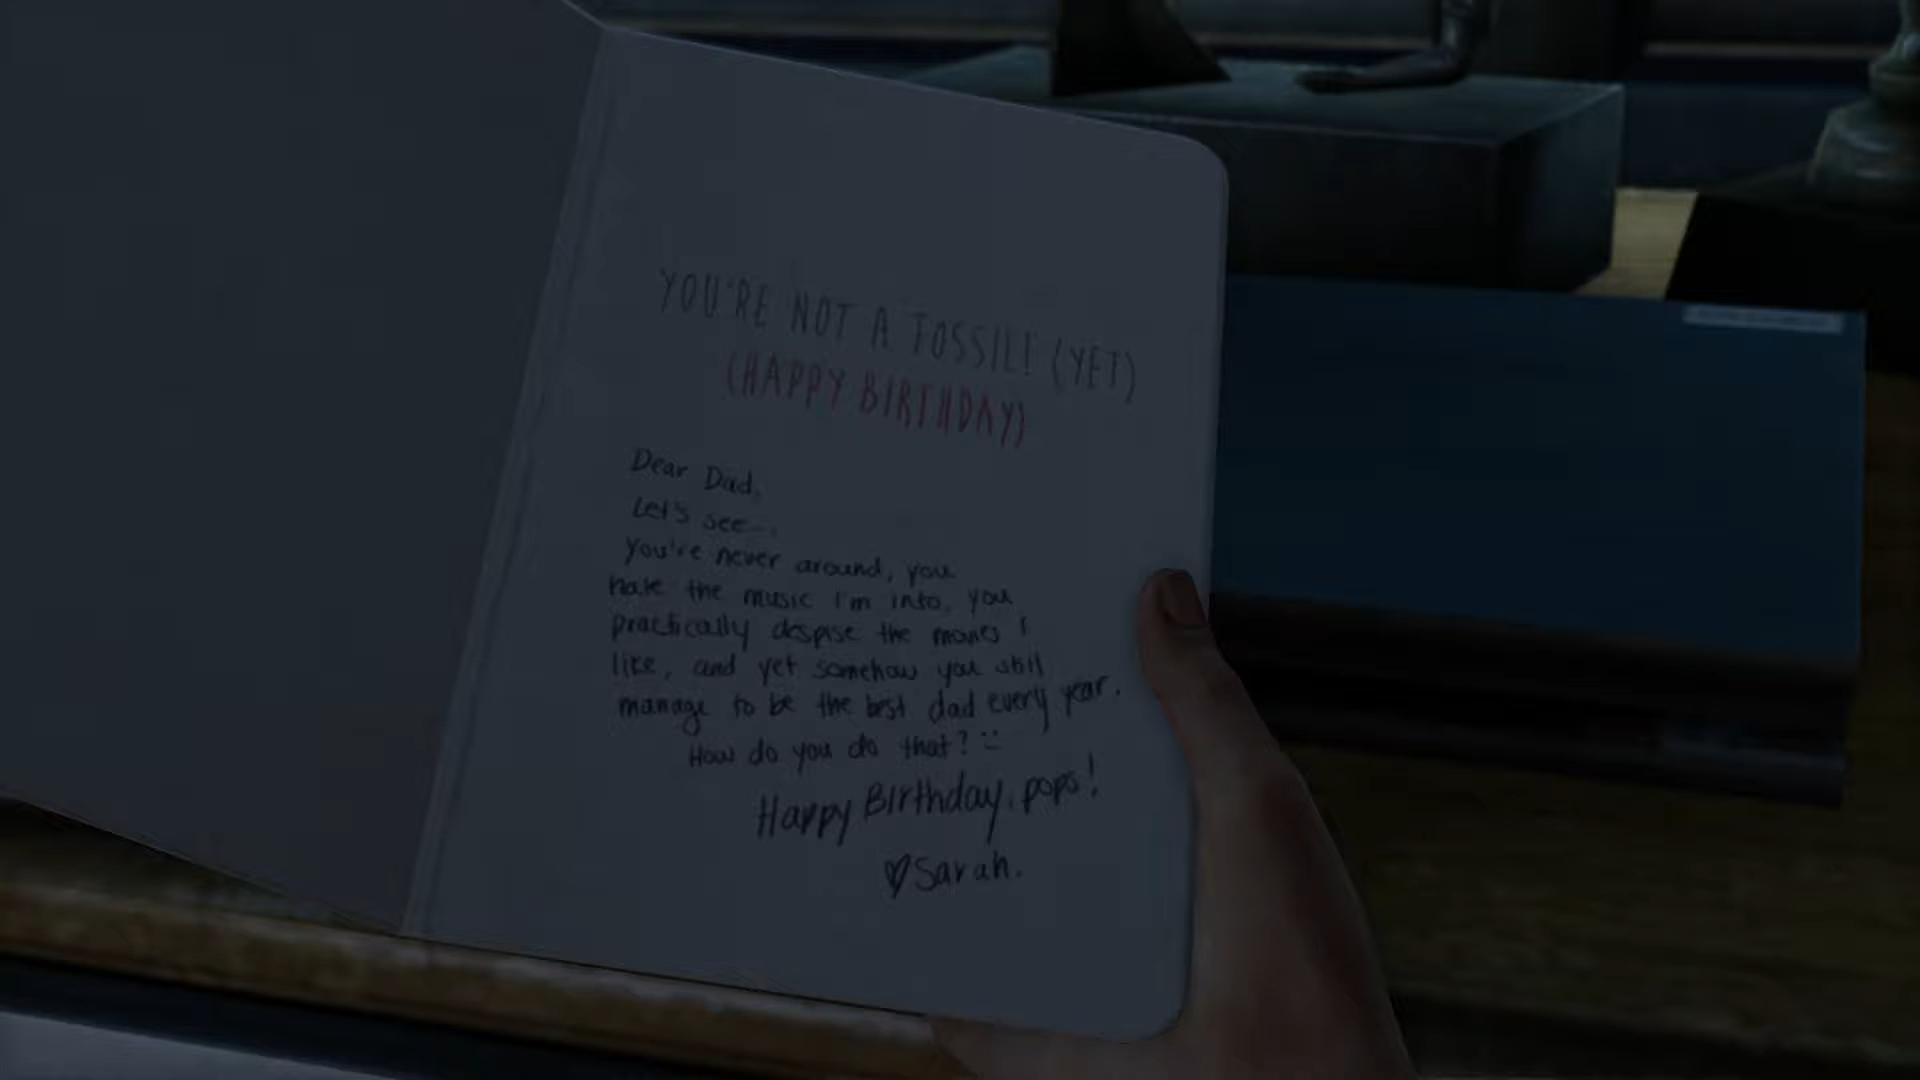 YOU'RE NOT A FOSSIL! (YET)
(HAPPY BIRTHDAY)
Dear Dad,
Let's see...
You're never around, you
hate the music I'm into, you
practically despise the movies I
like, and yet somehow you still
manage to be the best dad every year.
How do you do that? :)
Happy Birthday, pops!
♡ Sarah.